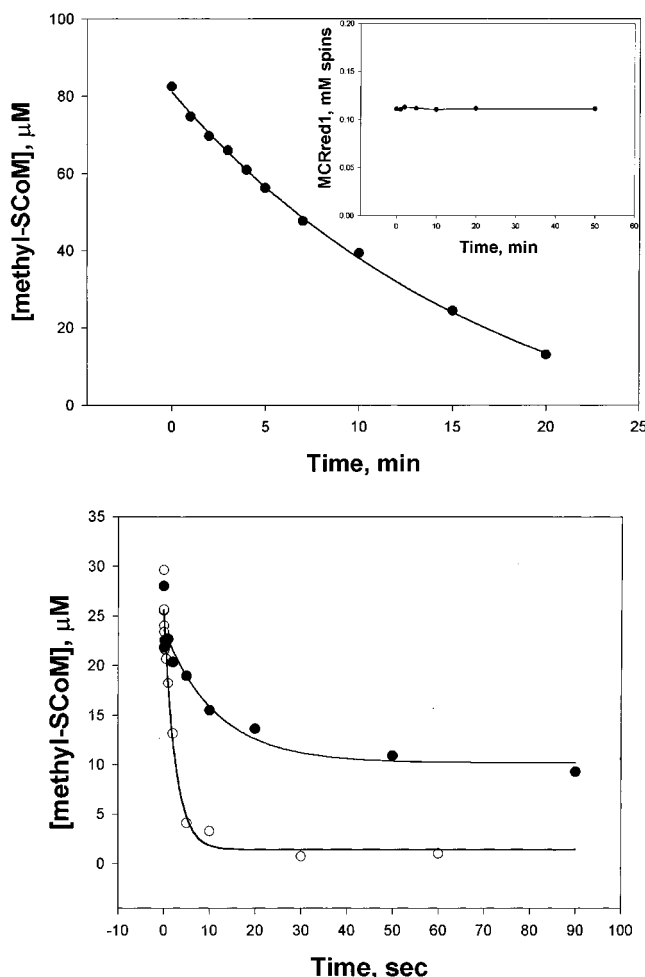 100
80
60
40
20
0
[methyl-SCoM], μM
0 5 10 15 20 25
Time, min
0.20
0.15
0.10
0.05
0.00
MCRred1, mM spins
0 10 20 30 40 50 60
Time, min
35
30
25
20
15
10
5
0
[methyl-SCoM], μM
-10 0 10 20 30 40 50 60 70 80 90 100
Time, sec